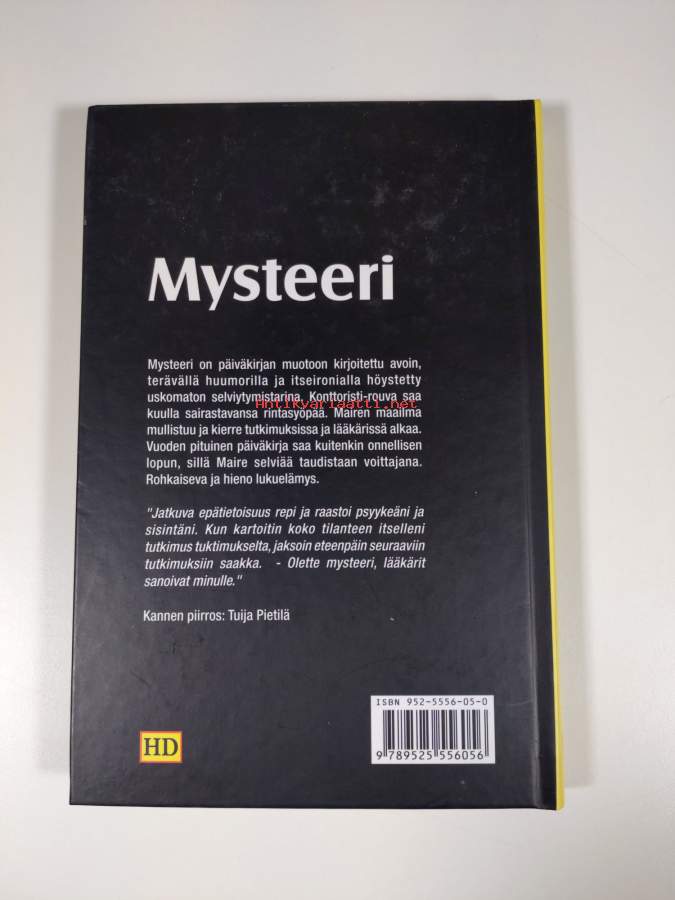 Mysteeri
Mysteeri on päiväkirjan muotoon kirjoitettu avoin,
terävällä huumorilla ja itseironialla höystetty
uskomaton selviytymistarina. Konttoristi-rouva saa
Antikvariaatti.net
kuulla sairastavansa rintasyöpää. Mairen maailma
mullistuu ja kierre tutkimuksissa ja lääkärissä alkaa.
Vuoden pituinen päiväkirja saa kuitenkin onnellisen
lopun, sillä Maire selviää taudistaan voittajana.
Rohkaiseva ja hieno lukuelämys.
"Jatkuva epätietoisuus repi ja raastoi psyykeäni ja
sisintäni. Kun kartoitin koko tilanteen itselleni
tutkimus tuktimukselta, jaksoin eteenpäin seuraaviin
tutkimuksiin saakka. - Olette mysteeri, lääkärit
sanoivat minulle."
Kannen piirros: Tuija Pietilä
ISBN 952-5556-05-0
HD
9 789525 556056